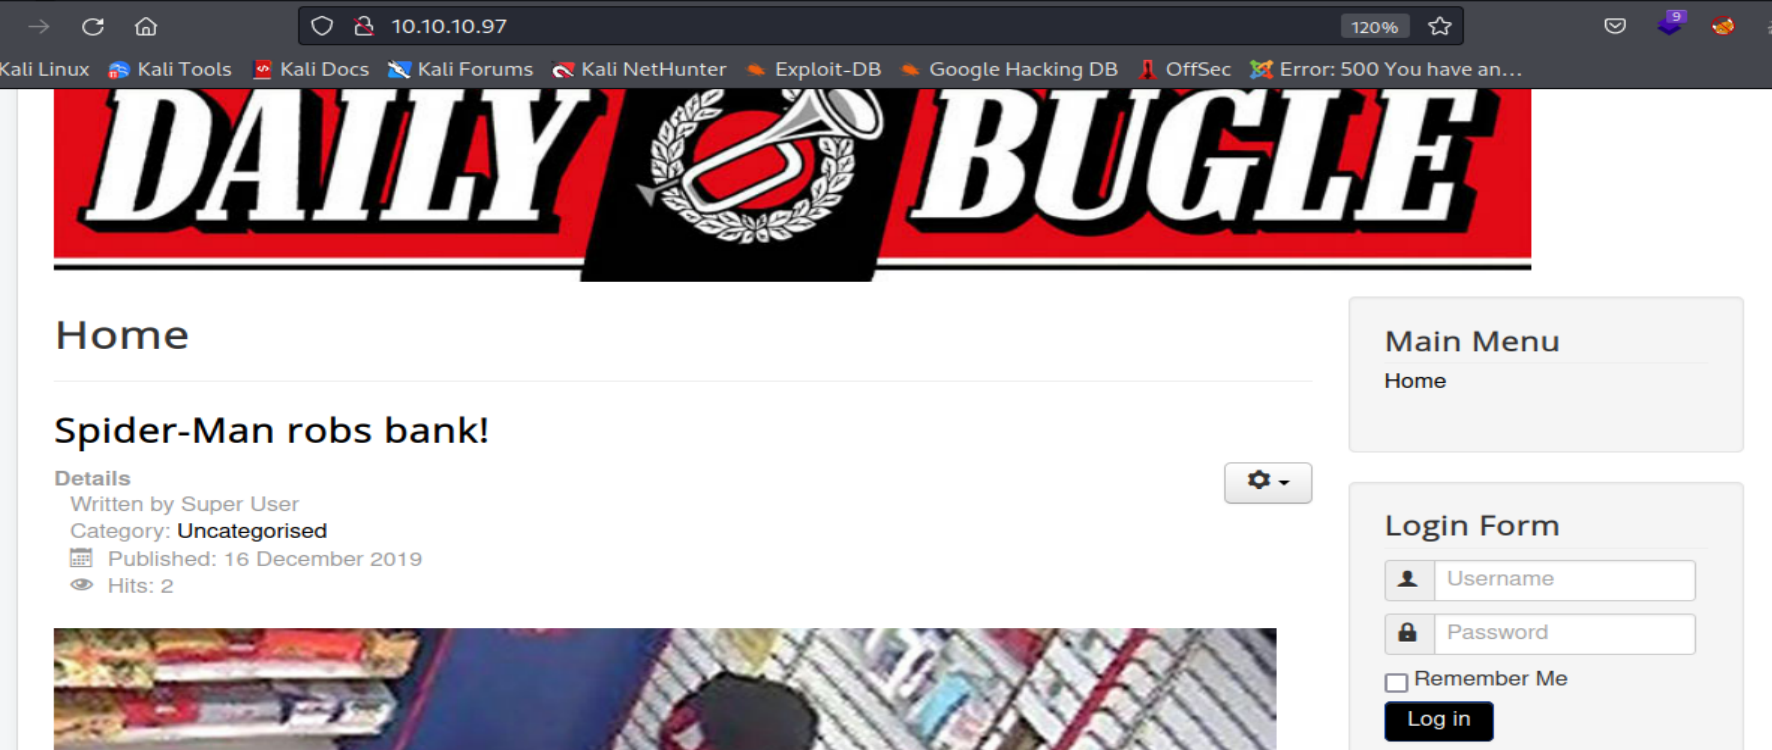 10.10.10.97
120%
9
Kali Linux Kali Tools Kali Docs Kali Forums Kali NetHunter Exploit-DB Google Hacking DB OffSec Error: 500 You have an...
DAILY BUGLE
Home
Spider-Man robs bank!
Details
Written by Super User
Category: Uncategorised
Published: 16 December 2019
Hits: 2
Main Menu
Home
Login Form
Username
Password
Remember Me
Log in